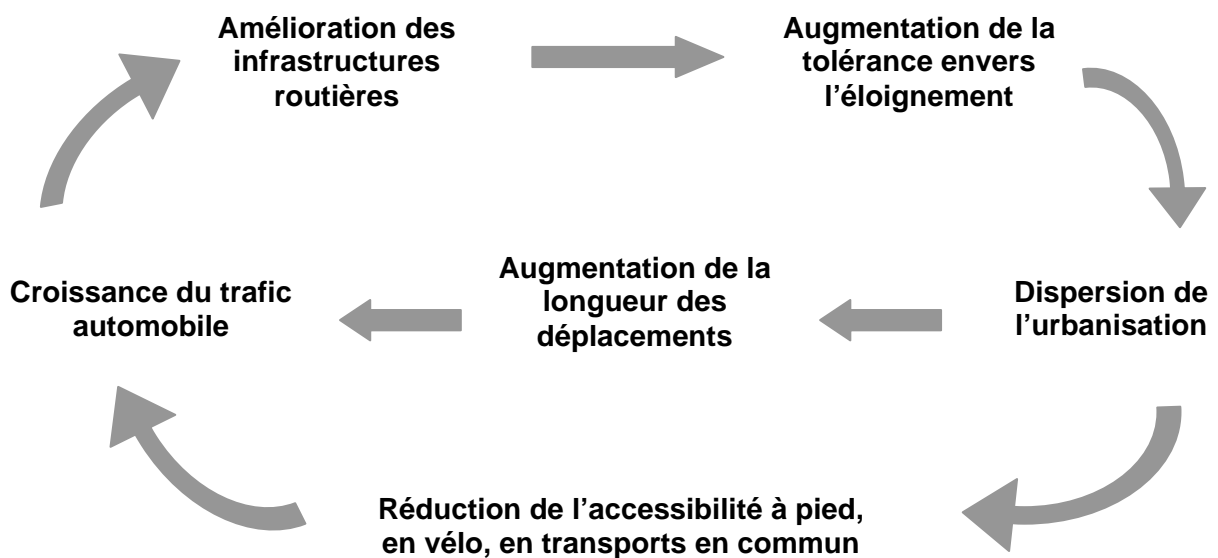 Amélioration des
infrastructures
routières
Augmentation de la
tolérance envers
l’éloignement
Croissance du trafic
automobile
Augmentation de la
longueur des
déplacements
Dispersion de
l’urbanisation
Réduction de l’accessibilité à pied,
en vélo, en transports en commun